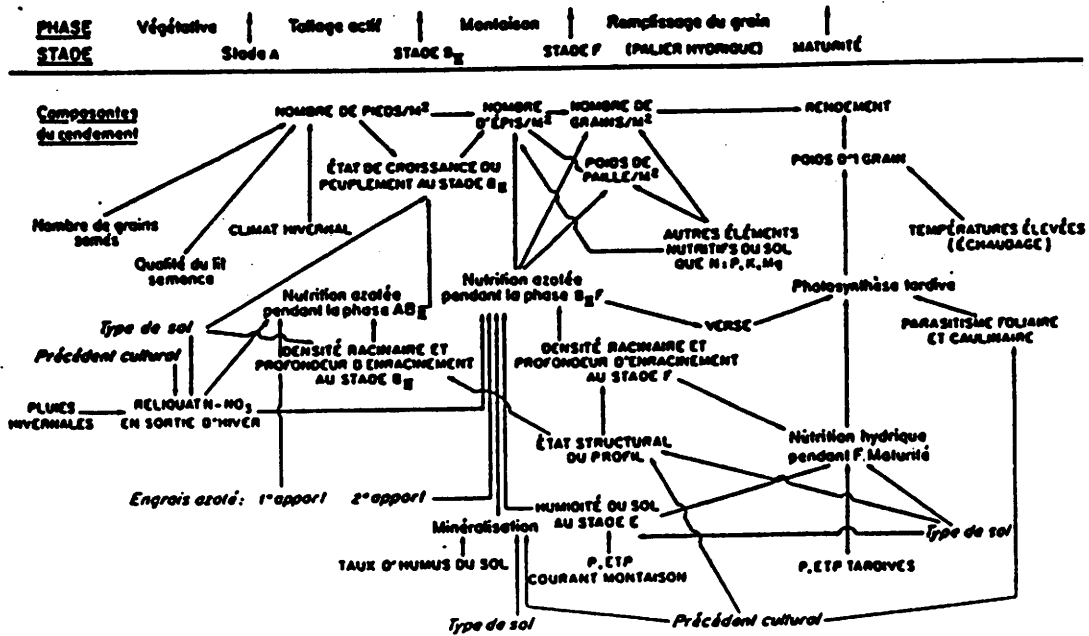 PHASE Végétative Tallage actif Montaison Remplissage du grain
STADE Stade A STADE B_II STADE F (PALIER HYDRIQUE) MATURITÉ
Composantes
du rendement
NOMBRE DE PIEDS/M²
NOMBRE
D'ÉPIS/M²
NOMBRE DE
GRAINS/M²
RENDEMENT
ÉTAT DE CROISSANCE DU
PEUPLEMENT AU STADE B_II
POIDS DE
PAILLE/M²
POIDS D'1 GRAIN
Nombre de grains
semés
CLIMAT HIVERNAL
Qualité du lit
semence
AUTRES ÉLÉMENTS
NUTRITIFS DU SOL
QUE N : P, K, Mg
TEMPÉRATURES ÉLEVÉES
(ÉCHAUDAGE)
Nutrition azotée
pendant la phase AB_II
Nutrition azotée
pendant la phase B_II F
Photosynthèse tardive
Type de sol
VERSE
PARASITISME FOLIAIRE
ET CAULINAIRE
Précédent cultural
DENSITÉ RACINAIRE ET
PROFONDEUR D'ENRACINEMENT
AU STADE B_II
DENSITÉ RACINAIRE ET
PROFONDEUR D'ENRACINEMENT
AU STADE F
PLUIES
HIVERNALES
RELIQUAT N-NO₃
EN SORTIE D'HIVER
ÉTAT STRUCTURAL
DU PROFIL
Nutrition hydrique
pendant F. Maturité
Engrais azoté: 1° apport 2° apport
HUMIDITÉ DU SOL
AU STADE E
Minéralisation
Type de sol
TAUX D'HUMUS DU SOL
P, ETP
COURANT MONTAISON
P, ETP TARDIVES
Type de sol
Précédent cultural